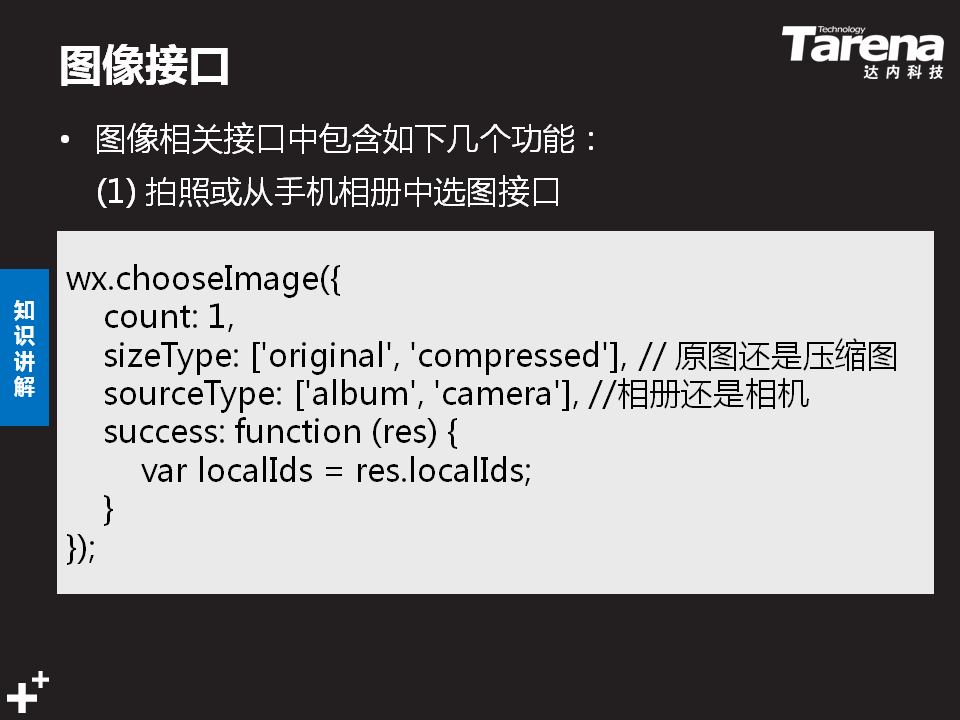 图像接口
Technology
Tarena
达内科技
• 图像相关接口中包含如下几个功能：
(1) 拍照或从手机相册中选图接口
知识讲解
wx.chooseImage({
count: 1,
sizeType: ['original', 'compressed'], // 原图还是压缩图
sourceType: ['album', 'camera'], //相册还是相机
success: function (res) {
var localIds = res.localIds;
}
});